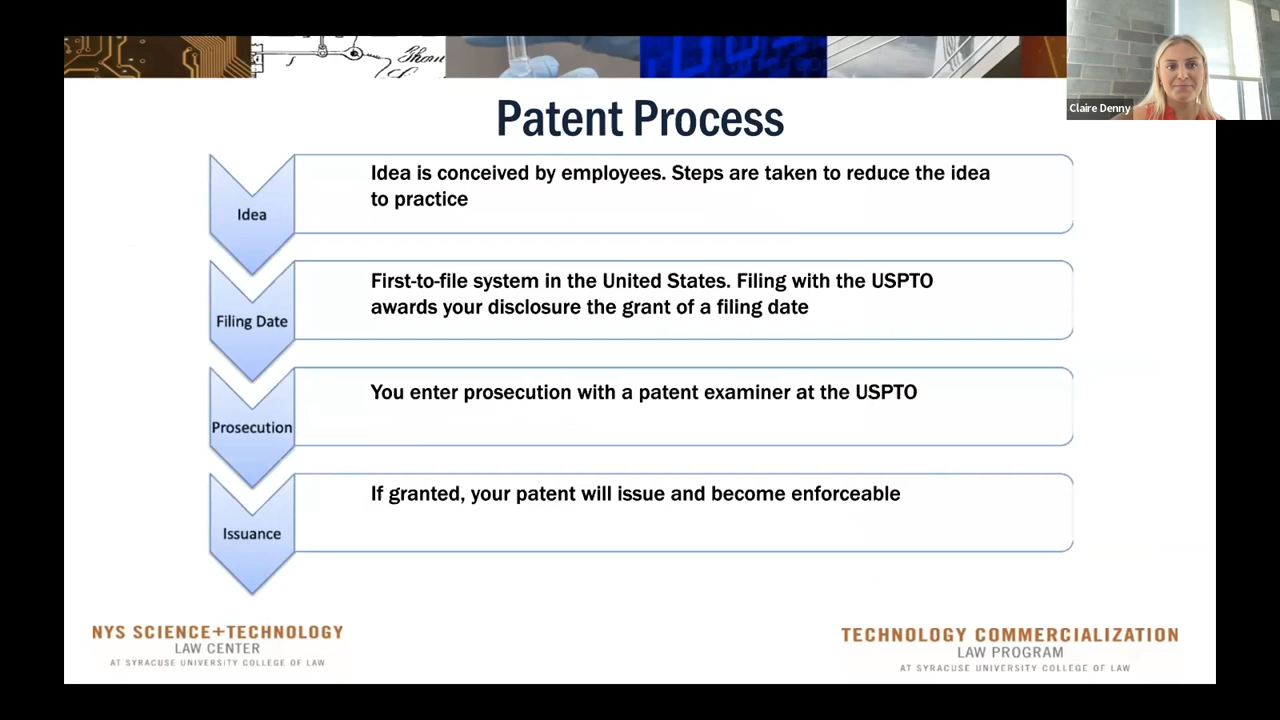 Thom
Claire Denny
Patent Process
Idea is conceived by employees. Steps are taken to reduce the idea
to practice
Idea
First-to-file system in the United States. Filing with the USPTO
awards your disclosure the grant of a filing date
Filing Date
You enter prosecution with a patent examiner at the USPTO
Prosecution
If granted, your patent will issue and become enforceable
Issuance
NYS SCIENCE+TECHNOLOGY
LAW CENTER
AT SYRACUSE UNIVERSITY COLLEGE OF LAW
TECHNOLOGY COMMERCIALIZATION
LAW PROGRAM
AT SYRACUSE UNIVERSITY COLLEGE OF LAW